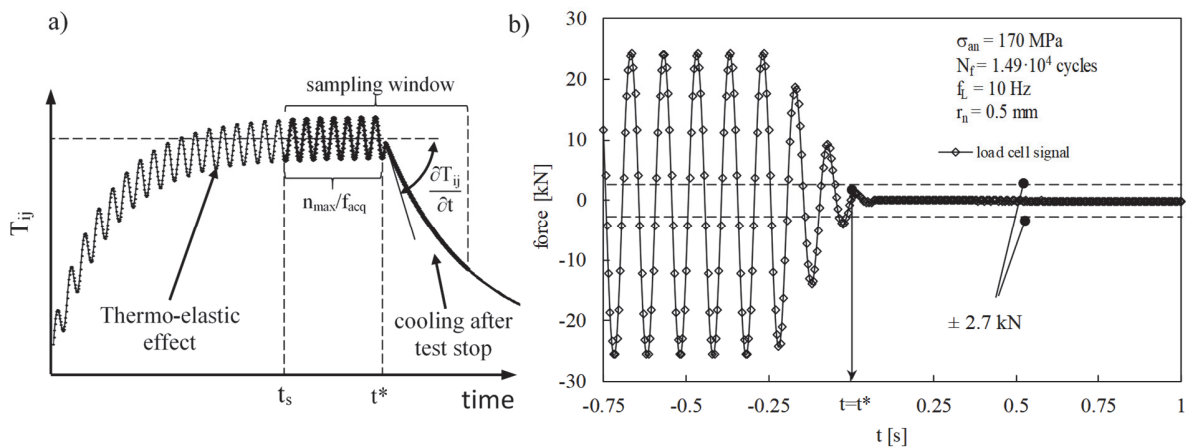 a)
sampling window
T_ij
∂T_ij
∂t
n_max/f_acq
Thermo-elastic
effect
cooling after
test stop
t_s
t*
time
b)
30
20
10
0
-10
-20
-30
force [kN]
σ_an = 170 MPa
N_f = 1.49·10^4 cycles
f_L = 10 Hz
r_n = 0.5 mm
load cell signal
± 2.7 kN
-0.75
-0.5
-0.25
t=t*
0.25
0.5
0.75
1
t [s]